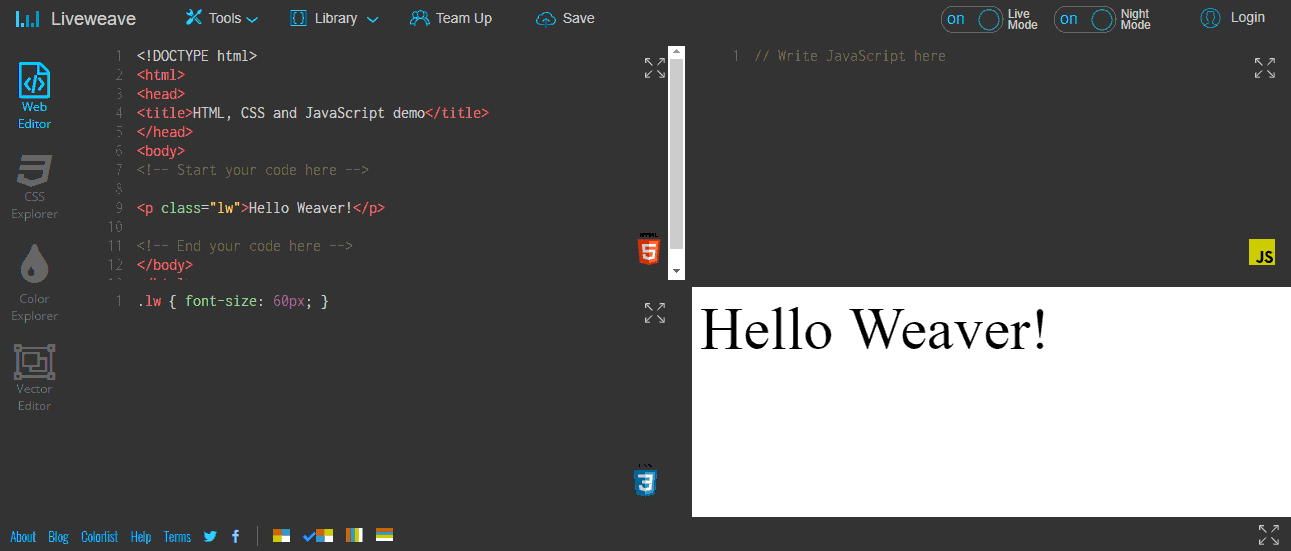 Liveweave
Tools
Library
Team Up
Save
on
Live
Mode
on
Night
Mode
Login
Web
Editor
CSS
Explorer
Color
Explorer
Vector
Editor
1 <!DOCTYPE html>
2 <html>
3 <head>
4 <title>HTML, CSS and JavaScript demo</title>
5 </head>
6 <body>
7 <!-- Start your code here -->
8
9 <p class="lw">Hello Weaver!</p>
10
11 <!-- End your code here -->
12 </body>
HTML
5
1 // Write JavaScript here
JS
1 .lw { font-size: 60px; }
CSS
3
Hello Weaver!
About Blog Colorlist Help Terms